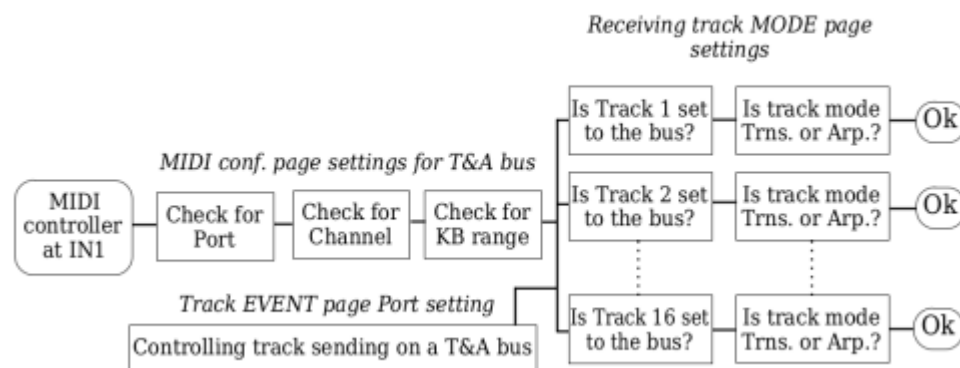 Receiving track MODE page
settings
Is Track 1 set
to the bus?
Is track mode
Trns. or Arp.?
Ok
MIDI conf. page settings for T&A bus
MIDI
controller
at IN1
Check for
Port
Check for
Channel
Check for
KB range
Is Track 2 set
to the bus?
Is track mode
Trns. or Arp.?
Ok
Track EVENT page Port setting
Controlling track sending on a T&A bus
Is Track 16 set
to the bus?
Is track mode
Trns. or Arp.?
Ok